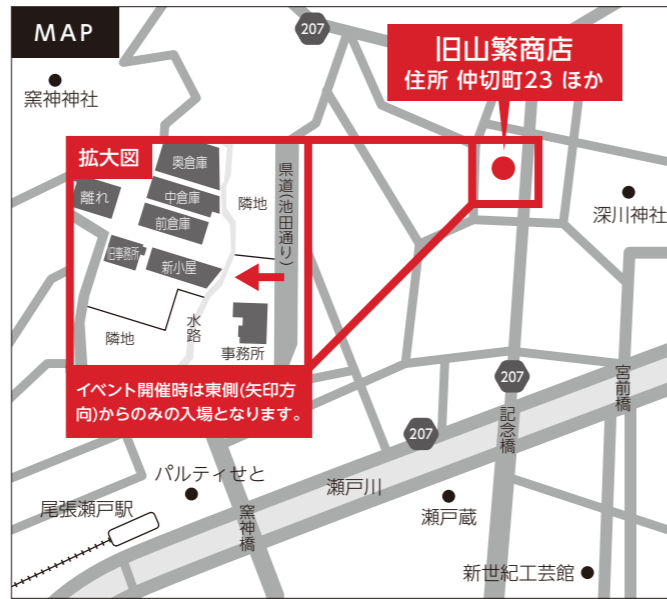 MAP
207
旧山繁商店
住所 仲切町23 ほか
窯神神社
拡大図
奥倉庫
離れ
中倉庫
前倉庫
隣地
県道(池田通り)
旧事務所
新小屋
隣地
水路
事務所
イベント開催時は東側(矢印方
向)からのみの入場となります。
深川神社
宮前橋
207
記念橋
207
瀬戸川
パルティせと
尾張瀬戸駅
窯神橋
瀬戸蔵
新世紀工芸館